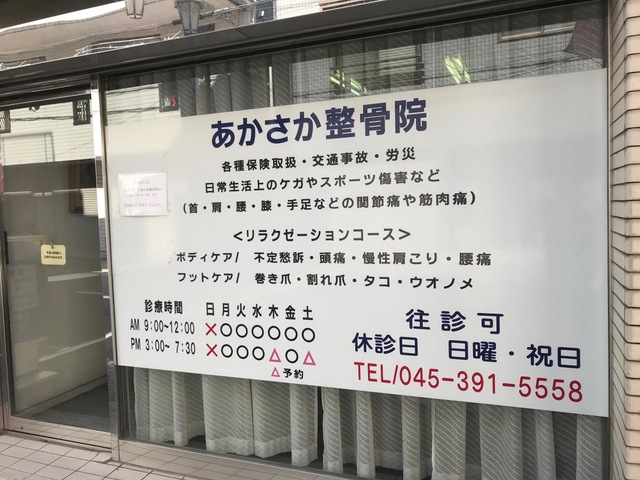 あかさか整骨院
各種保険取扱・交通事故・労災
日常生活上のケガやスポーツ傷害など
（首・肩・腰・膝・手足などの関節痛や筋肉痛）
＜リラクゼーションコース＞
ボディケア/ 不定愁訴・頭痛・慢性肩こり・腰痛
フットケア/ 巻き爪・割れ爪・タコ・ウオノメ
診療時間 日月火水木金土
AM 9:00~12:00 ×〇〇〇〇〇〇
PM 3:00~ 7:30 ×〇〇〇△〇△
△予約
往診可
休診日 日曜・祝日
TEL/045-391-5558